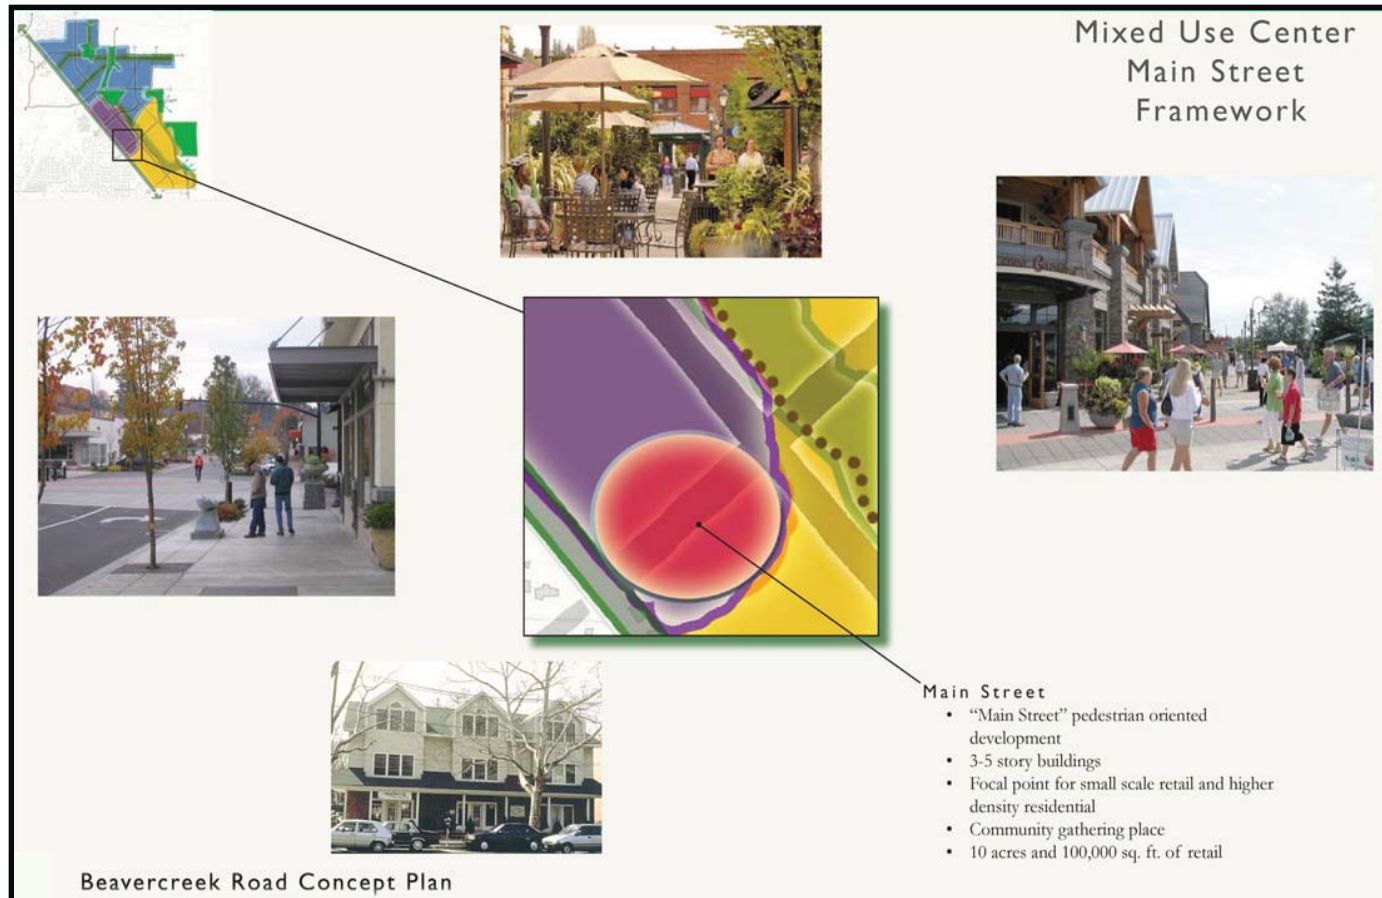 Mixed Use Center
Main Street
Framework
Main Street
• “Main Street” pedestrian oriented
development
• 3-5 story buildings
• Focal point for small scale retail and higher
density residential
• Community gathering place
• 10 acres and 100,000 sq. ft. of retail
Beavercreek Road Concept Plan